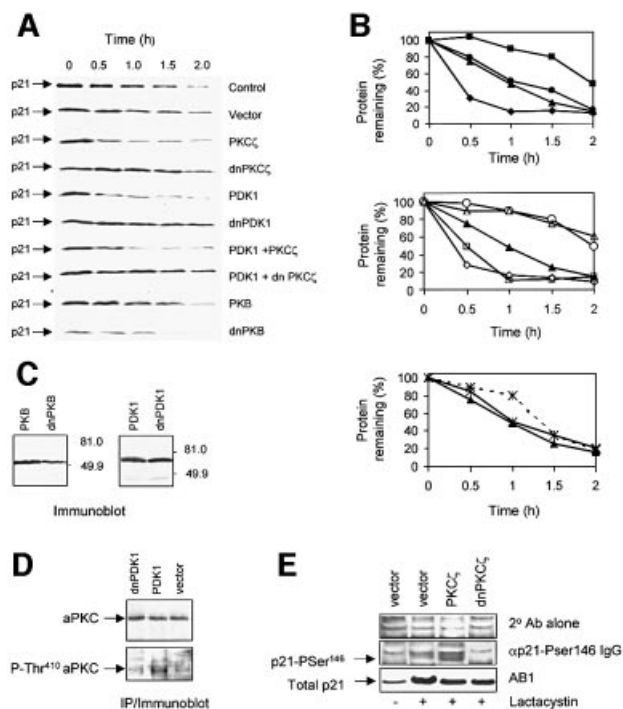 A
Time (h)
0 0.5 1.0 1.5 2.0
p21 Control
p21 Vector
p21 PKCζ
p21 dnPKCζ
p21 PDK1
p21 dnPDK1
p21 PDK1 +PKCζ
p21 PDK1 + dn PKCζ
p21 PKB
p21 dnPKB
B
Protein remaining (%)
100
80
60
40
20
0
0 0.5 1 1.5 2
Time (h)
Protein remaining (%)
100
80
60
40
20
0
0 0.5 1 1.5 2
Time (h)
Protein remaining (%)
100
80
60
40
20
0
0 0.5 1 1.5 2
Time (h)
C
PKB dnPKB
81.0
49.9
PDK1 dnPDK1
81.0
49.9
Immunoblot
D
dnPDK1 PDK1 vector
aPKC
P-Thr⁴¹⁰ aPKC
IP/Immunoblot
E
vector vector PKCζ dnPKCζ
2º Ab alone
p21-PSer¹⁴⁶ αp21-Pser146 IgG
Total p21 AB1
- + + + Lactacystin